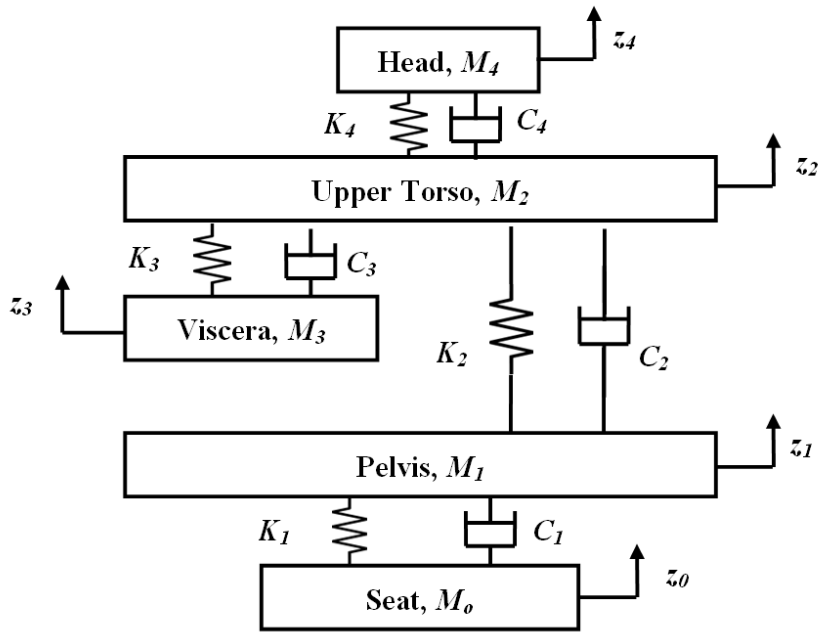 Head, M4
z4
K4
C4
Upper Torso, M2
z2
K3
C3
z3
Viscera, M3
K2
C2
Pelvis, M1
z1
K1
C1
Seat, Mo
z0